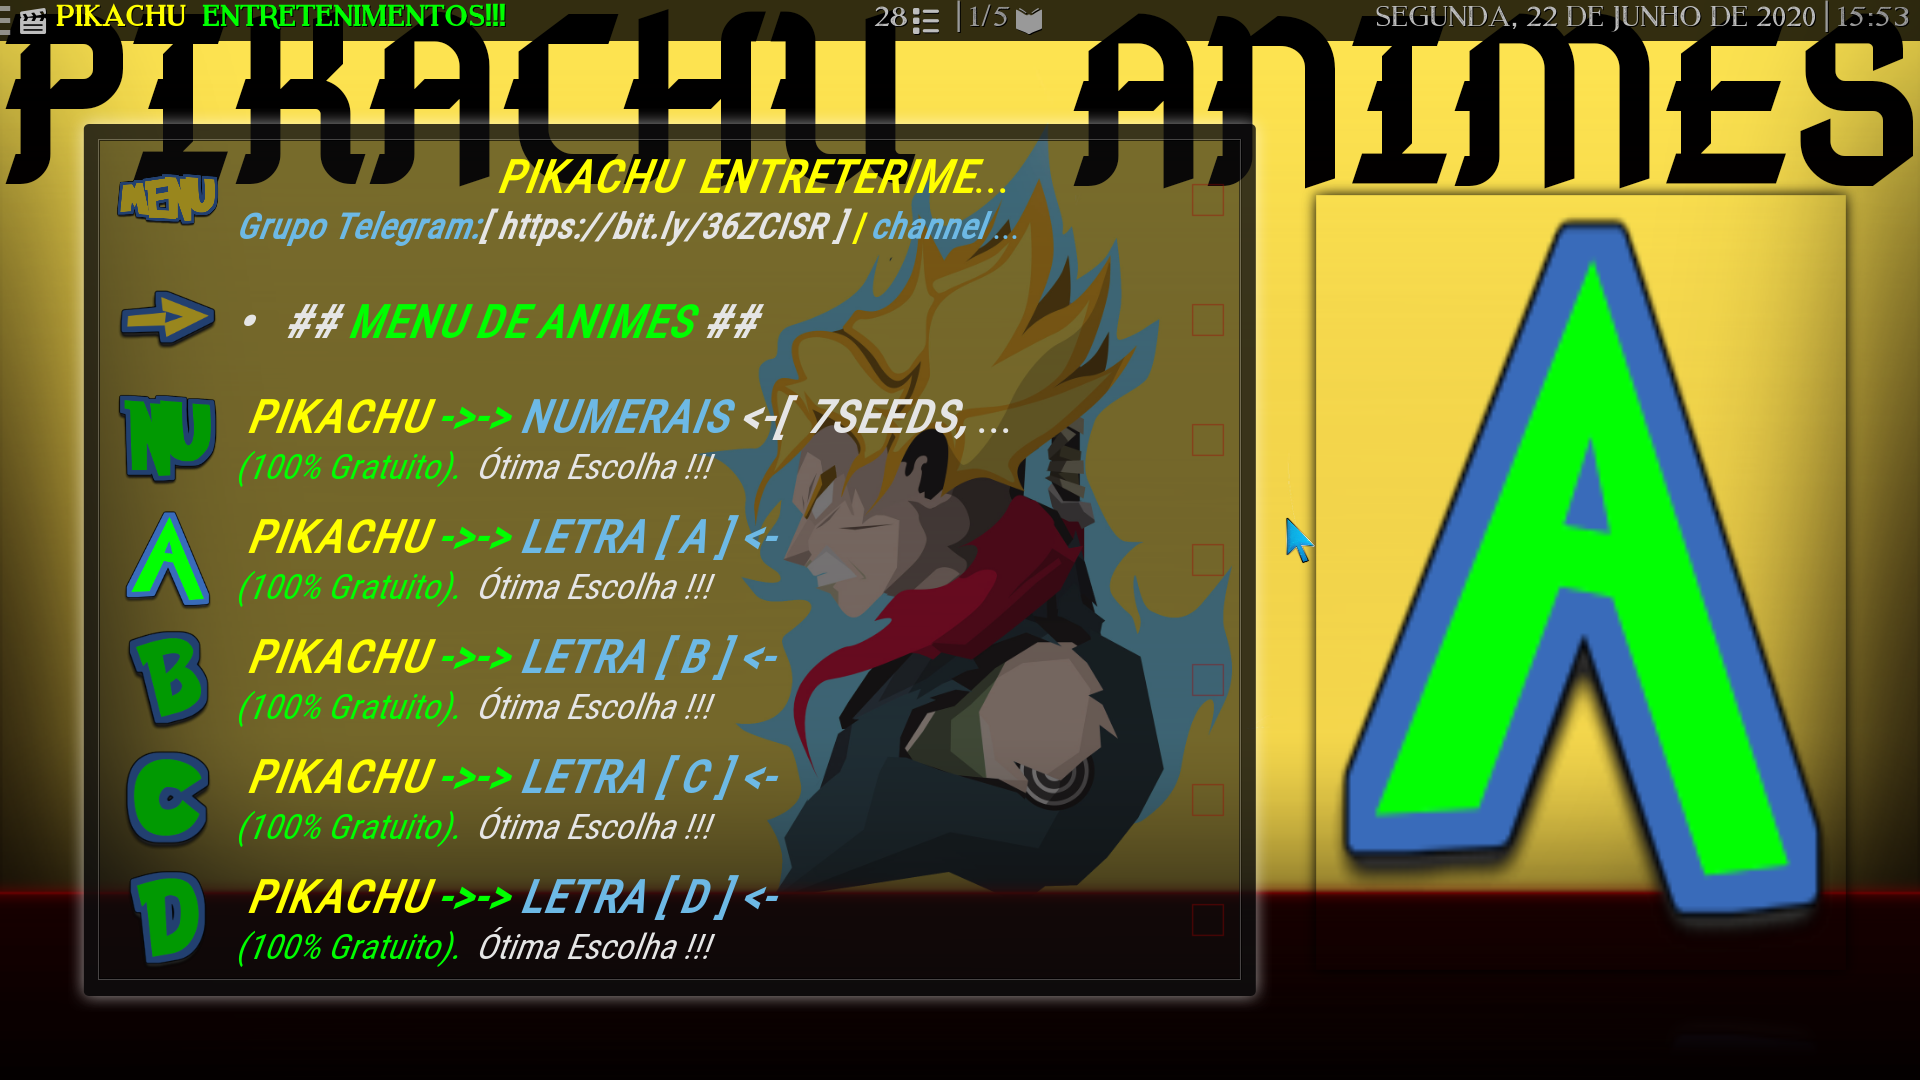 PIKACHU ENTRETENIMENTOS!!! 28 | 1/5 SEGUNDA, 22 DE JUNHO DE 2020 | 15:53
PIKACHU ANIMES
MENU PIKACHU ENTRETERIME...
Grupo Telegram:[ https://bit.ly/36ZCISR ] | channel ...
• ## MENU DE ANIMES ##
NU PIKACHU ->-> NUMERAIS <-[ 7SEEDS, ...
(100% Gratuito). Ótima Escolha !!!
A PIKACHU ->-> LETRA [ A ] <-
(100% Gratuito). Ótima Escolha !!!
B PIKACHU ->-> LETRA [ B ] <-
(100% Gratuito). Ótima Escolha !!!
C PIKACHU ->-> LETRA [ C ] <-
(100% Gratuito). Ótima Escolha !!!
D PIKACHU ->-> LETRA [ D ] <-
(100% Gratuito). Ótima Escolha !!!
A